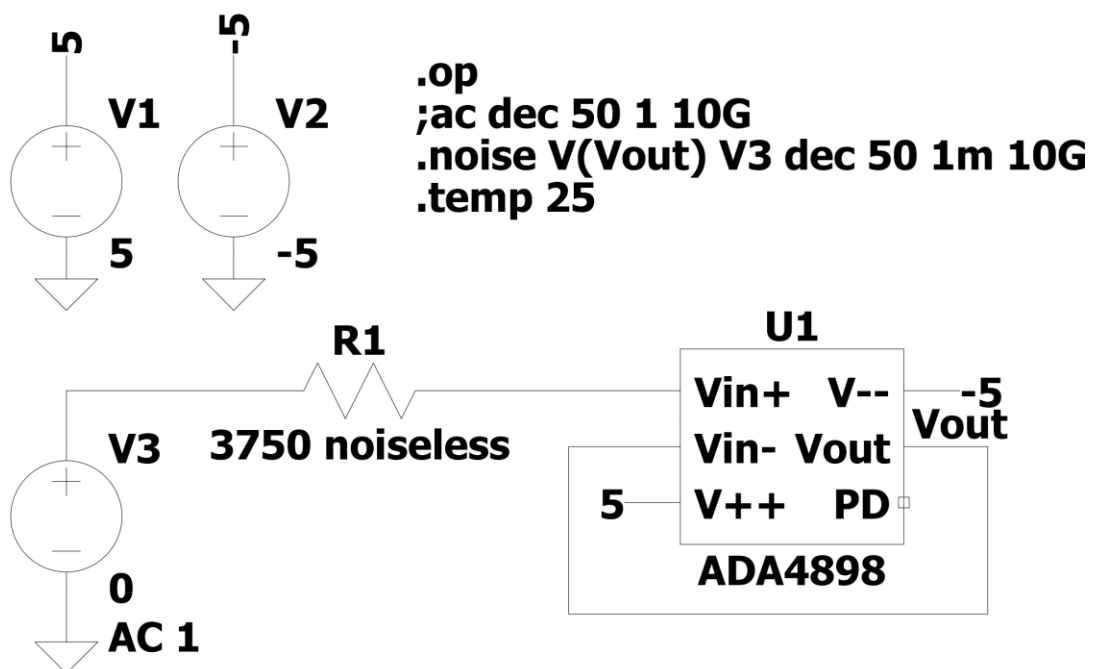 5
-5
V1
V2
5
-5
.op
;ac dec 50 1 10G
.noise V(Vout) V3 dec 50 1m 10G
.temp 25
R1
3750 noiseless
V3
0
AC 1
U1
Vin+ V-- -5
Vin- Vout Vout
5 V++ PD
ADA4898